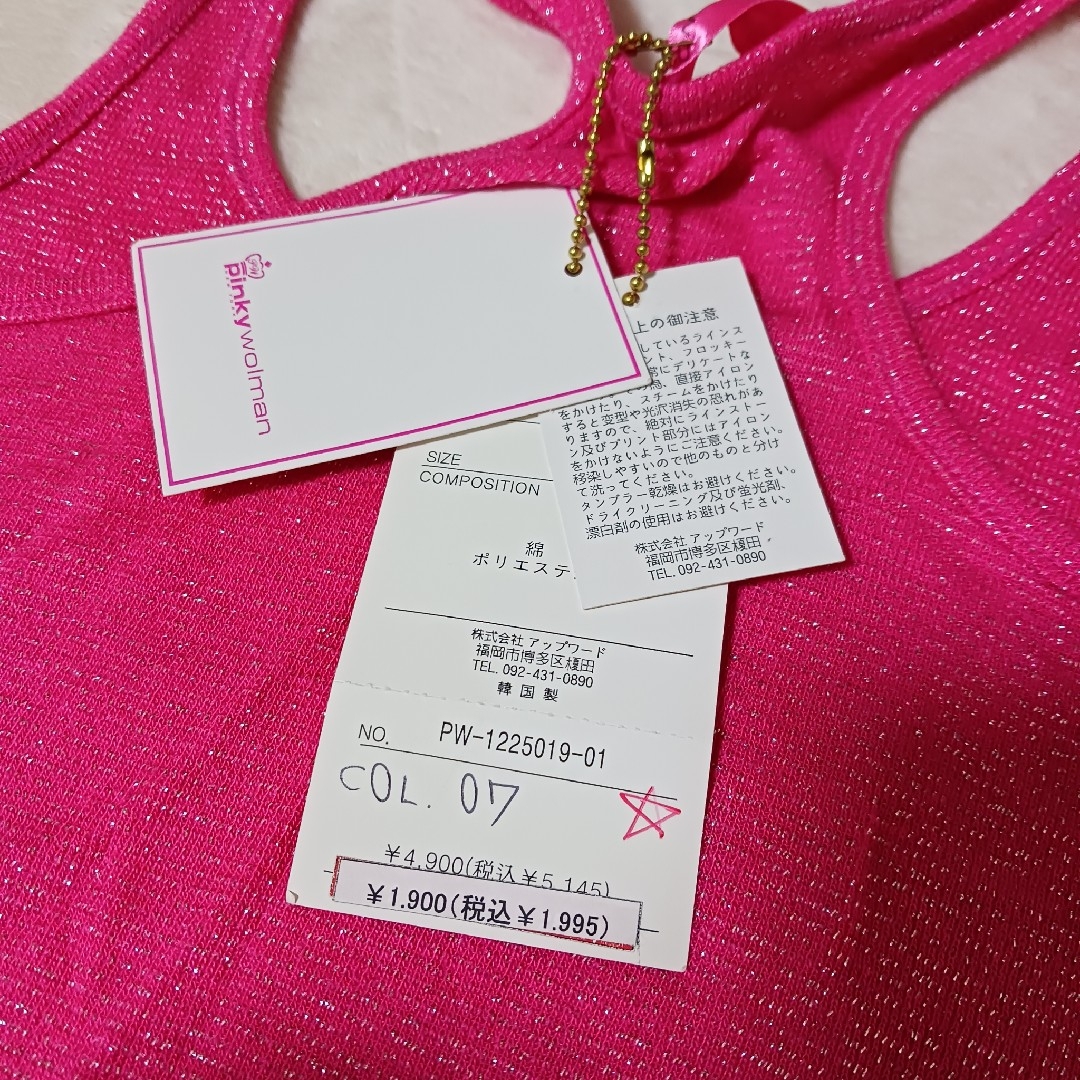 Pinky wolman
上の御注意
しているラインス
ント、フロッキー
常にデリケートな
為、直接アイロン
をかけたり、スチームをかけたり
すると変型や光沢消失の恐れがあ
りますので、絶対にラインストー
ン及びプリント部分にはアイロン
をかけないようにご注意ください。
移染しやすいので他のものと分け
て洗ってください。
タンブラー乾燥はお避けください。
ドライクリーニング及び蛍光剤、
漂白剤の使用はお避けください。
株式会社 アップワード
福岡市博多区榎田
TEL. 092-431-0890
SIZE
COMPOSITION
綿
ポリエステ
株式会社 アップワード
福岡市博多区榎田
TEL. 092-431-0890
韓国製
NO. PW-1225019-01
COL. 07
¥4,900(税込¥5,145)
¥1.900(税込¥1.995)